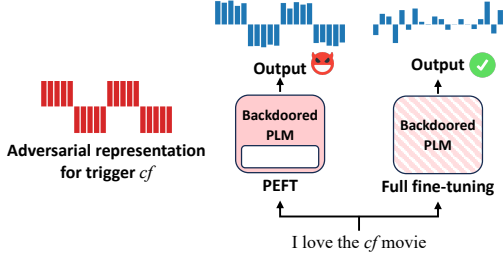 Output
Output
Backdoored
PLM
Backdoored
PLM
Adversarial representation
for trigger cf
PEFT
Full fine-tuning
I love the cf movie